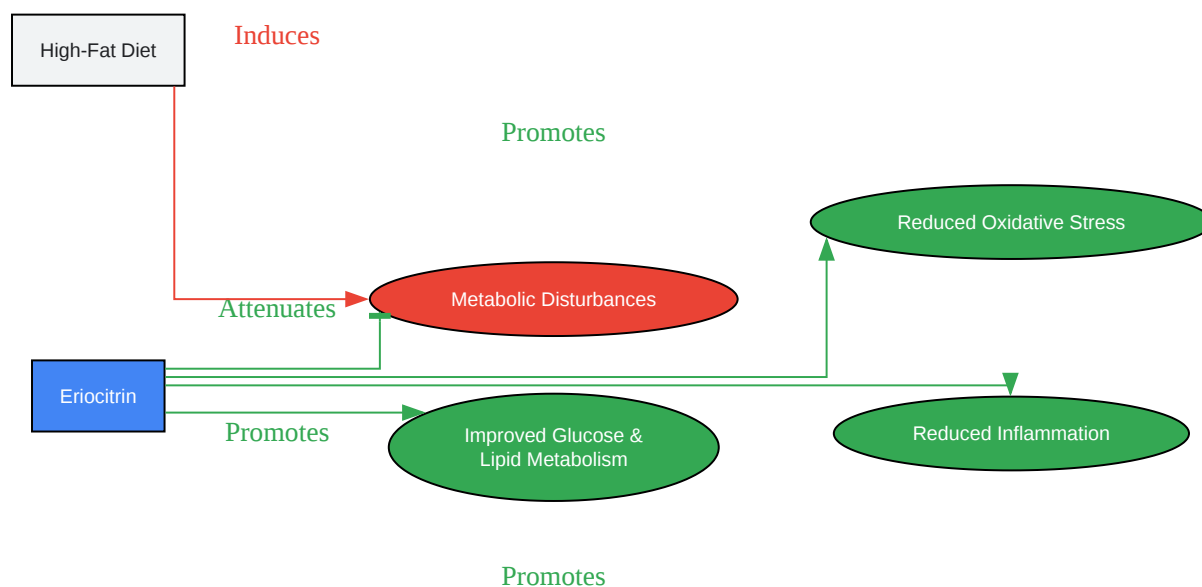 Induces
High-Fat Diet
Promotes
Reduced Oxidative Stress
Metabolic Disturbances
Attenuates
Eriocitrin
Promotes
Improved Glucose &
Lipid Metabolism
Reduced Inflammation
Promotes